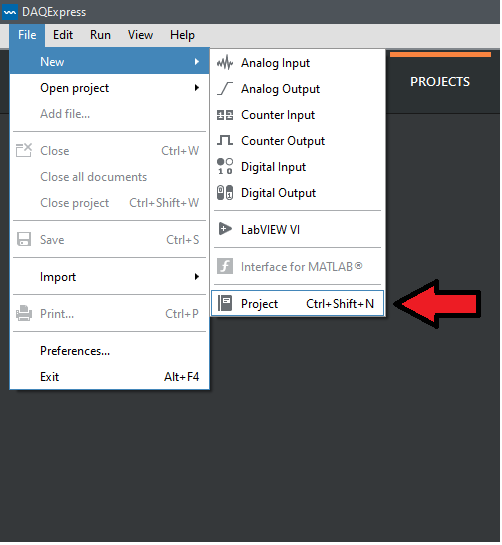 DAQExpress
File Edit Run View Help
New
Open project
Add file...
Close Ctrl+W
Close all documents
Close project Ctrl+Shift+W
Save Ctrl+S
Import
Print... Ctrl+P
Preferences...
Exit Alt+F4
Analog Input
Analog Output
Counter Input
Counter Output
Digital Input
Digital Output
LabVIEW VI
Interface for MATLAB®
Project Ctrl+Shift+N
PROJECTS